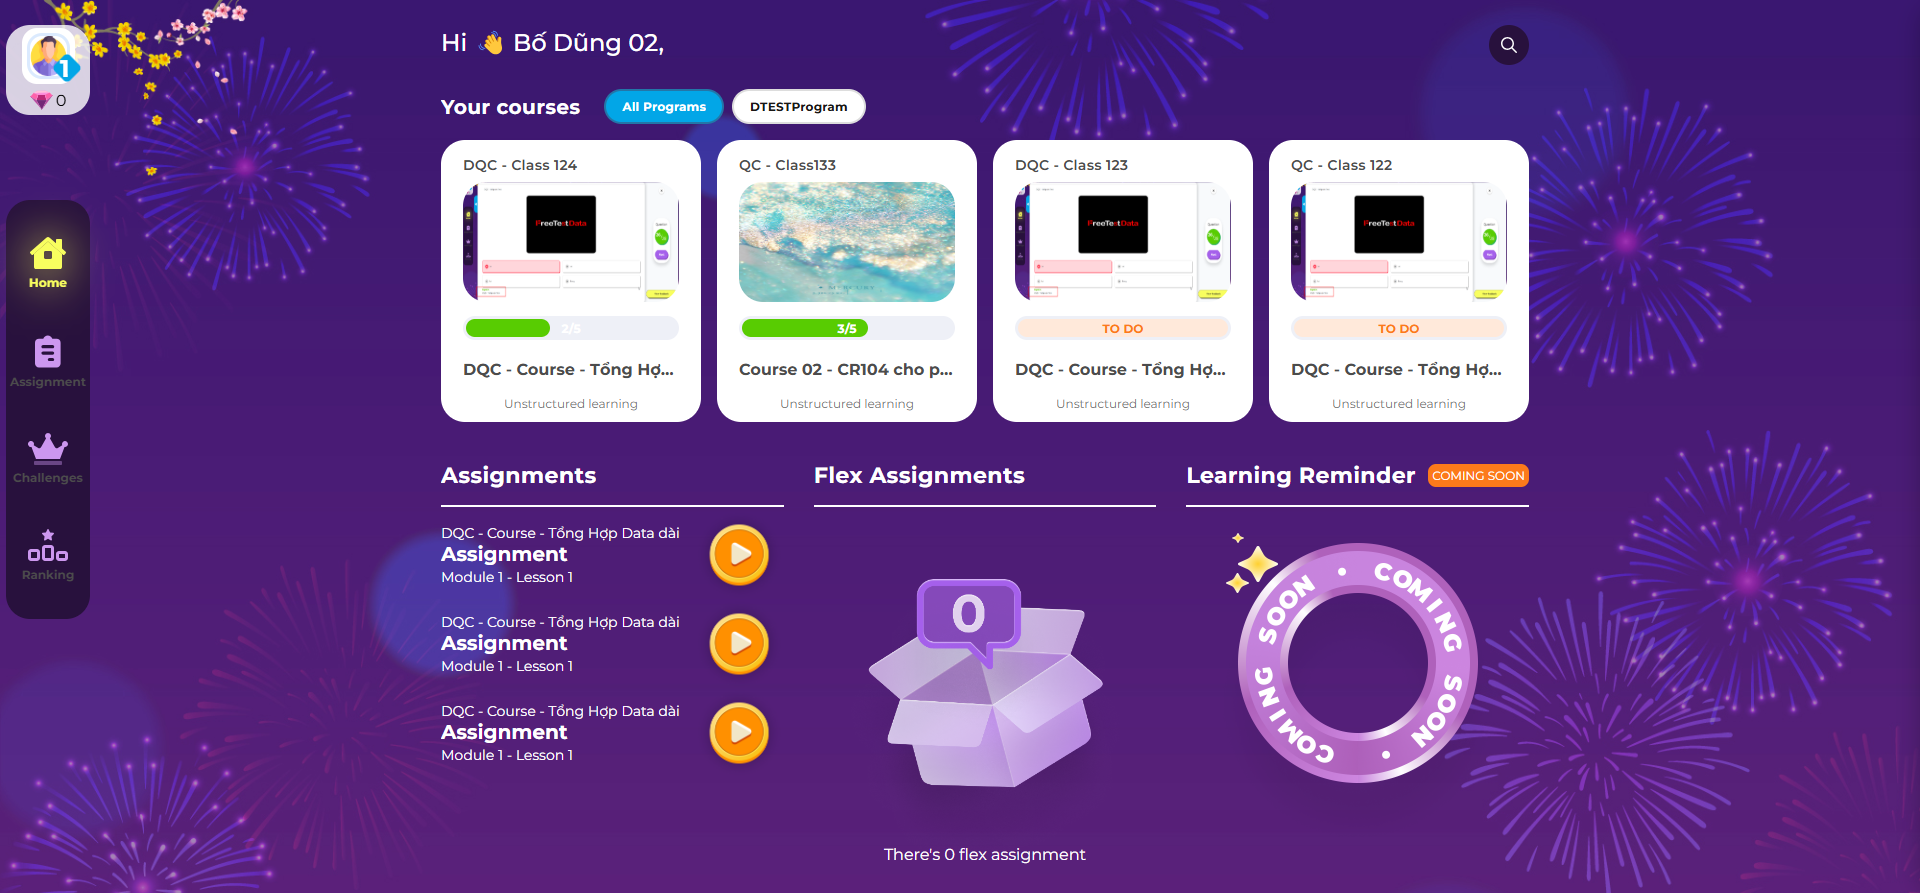 Hi 👋 Bố Dũng 02,
1
0
Your courses
All Programs
DTESTProgram
DQC - Class 124
FreeTestData
2/5
DQC - Course - Tổng Hợ...
Unstructured learning
QC - Class133
3/5
Course 02 - CR104 cho p...
Unstructured learning
DQC - Class 123
FreeTestData
TO DO
DQC - Course - Tổng Hợ...
Unstructured learning
QC - Class 122
FreeTestData
TO DO
DQC - Course - Tổng Hợ...
Unstructured learning
Home
Assignment
Challenges
Ranking
Assignments
DQC - Course - Tổng Hợp Data dài
Assignment
Module 1 - Lesson 1
DQC - Course - Tổng Hợp Data dài
Assignment
Module 1 - Lesson 1
DQC - Course - Tổng Hợp Data dài
Assignment
Module 1 - Lesson 1
Flex Assignments
0
There's 0 flex assignment
Learning Reminder
COMING SOON
COMING SOON • COMING SOON •